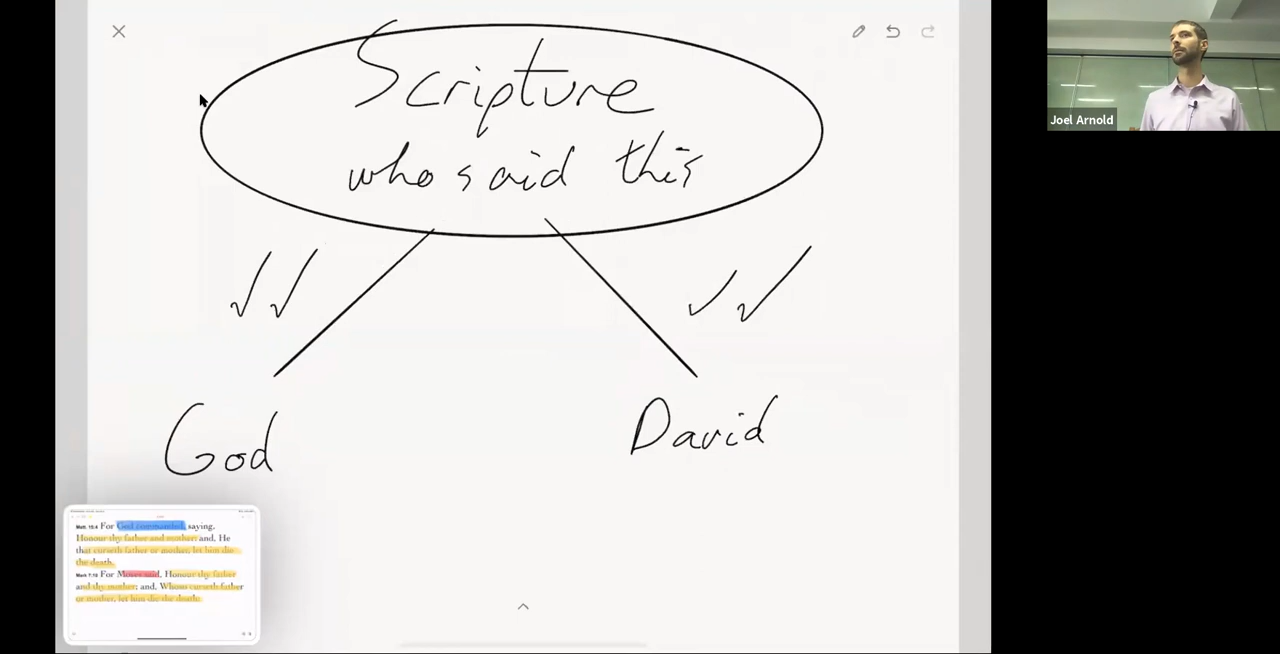 Scripture
who said this
God
David
Joel Arnold
Matt. 15:4 For God commanded, saying,
Honour thy father and mother: and, He
that curseth father or mother, let him die
the death.
Mark 7:10 For Moses said, Honour thy father
and thy mother; and, Whoso curseth father
or mother, let him die the death: